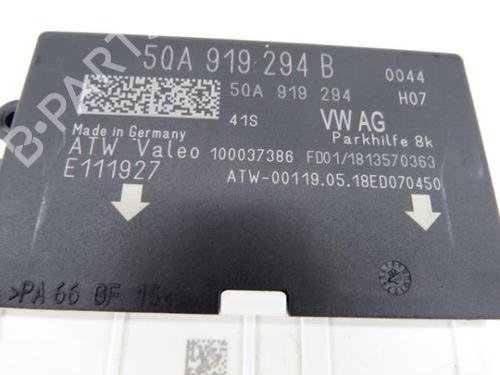 5QA 919 294 B 0044
5QA 919 294 H07
41S VW AG
Made in Germany Parkhilfe 8k
ATW Valeo 100037386 FD01/1813570363
E111927 ATW-00119.05.18ED070450
>PA 66 GF 15<
B-PARTS